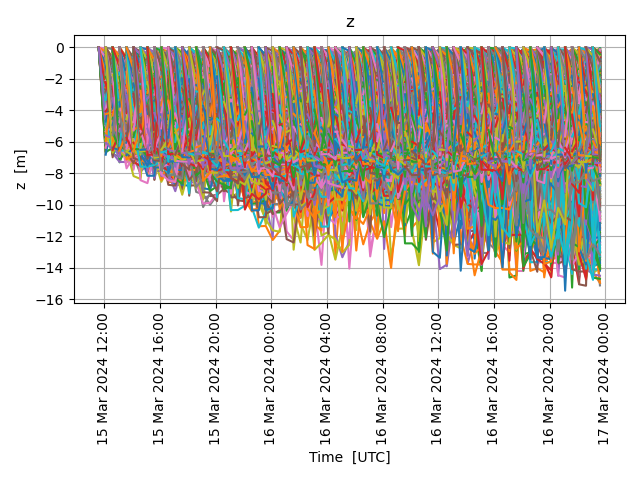 z
0
−2
−4
−6
−8
−10
−12
−14
−16
z [m]
15 Mar 2024 12:00
15 Mar 2024 16:00
15 Mar 2024 20:00
16 Mar 2024 00:00
16 Mar 2024 04:00
16 Mar 2024 08:00
16 Mar 2024 12:00
16 Mar 2024 16:00
16 Mar 2024 20:00
17 Mar 2024 00:00
Time [UTC]